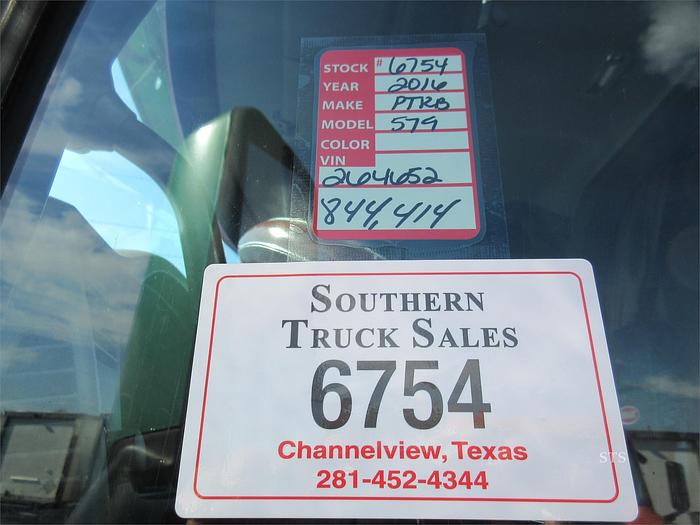 STOCK # 6754
YEAR 2016
MAKE PTRB
MODEL 579
COLOR
VIN
264652
844,414
SOUTHERN
TRUCK SALES
6754
Channelview, Texas
281-452-4344
STS